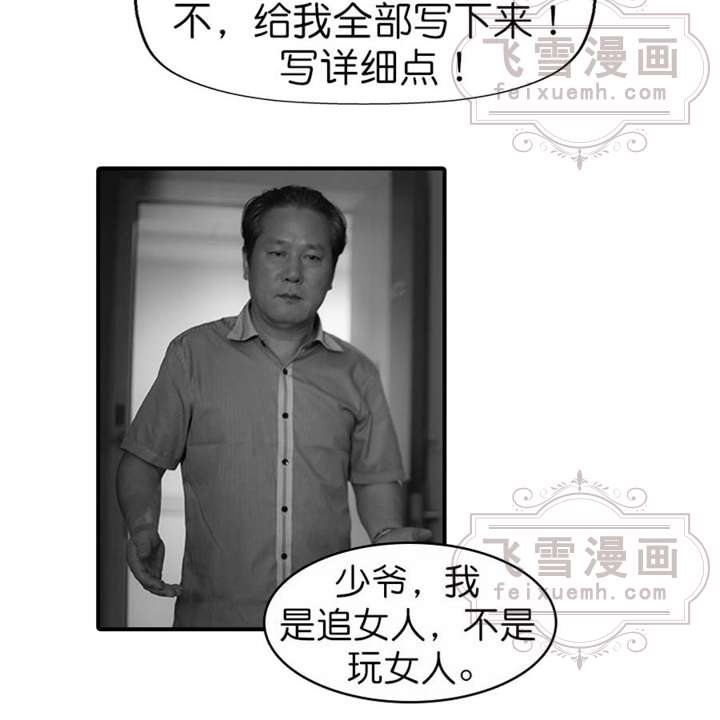 不，给我全部写下来！
写详细点！
飞雪漫画
feixuemh.com
少爷，我
是追女人，不是
玩女人。
飞雪漫画
feixuemh.com